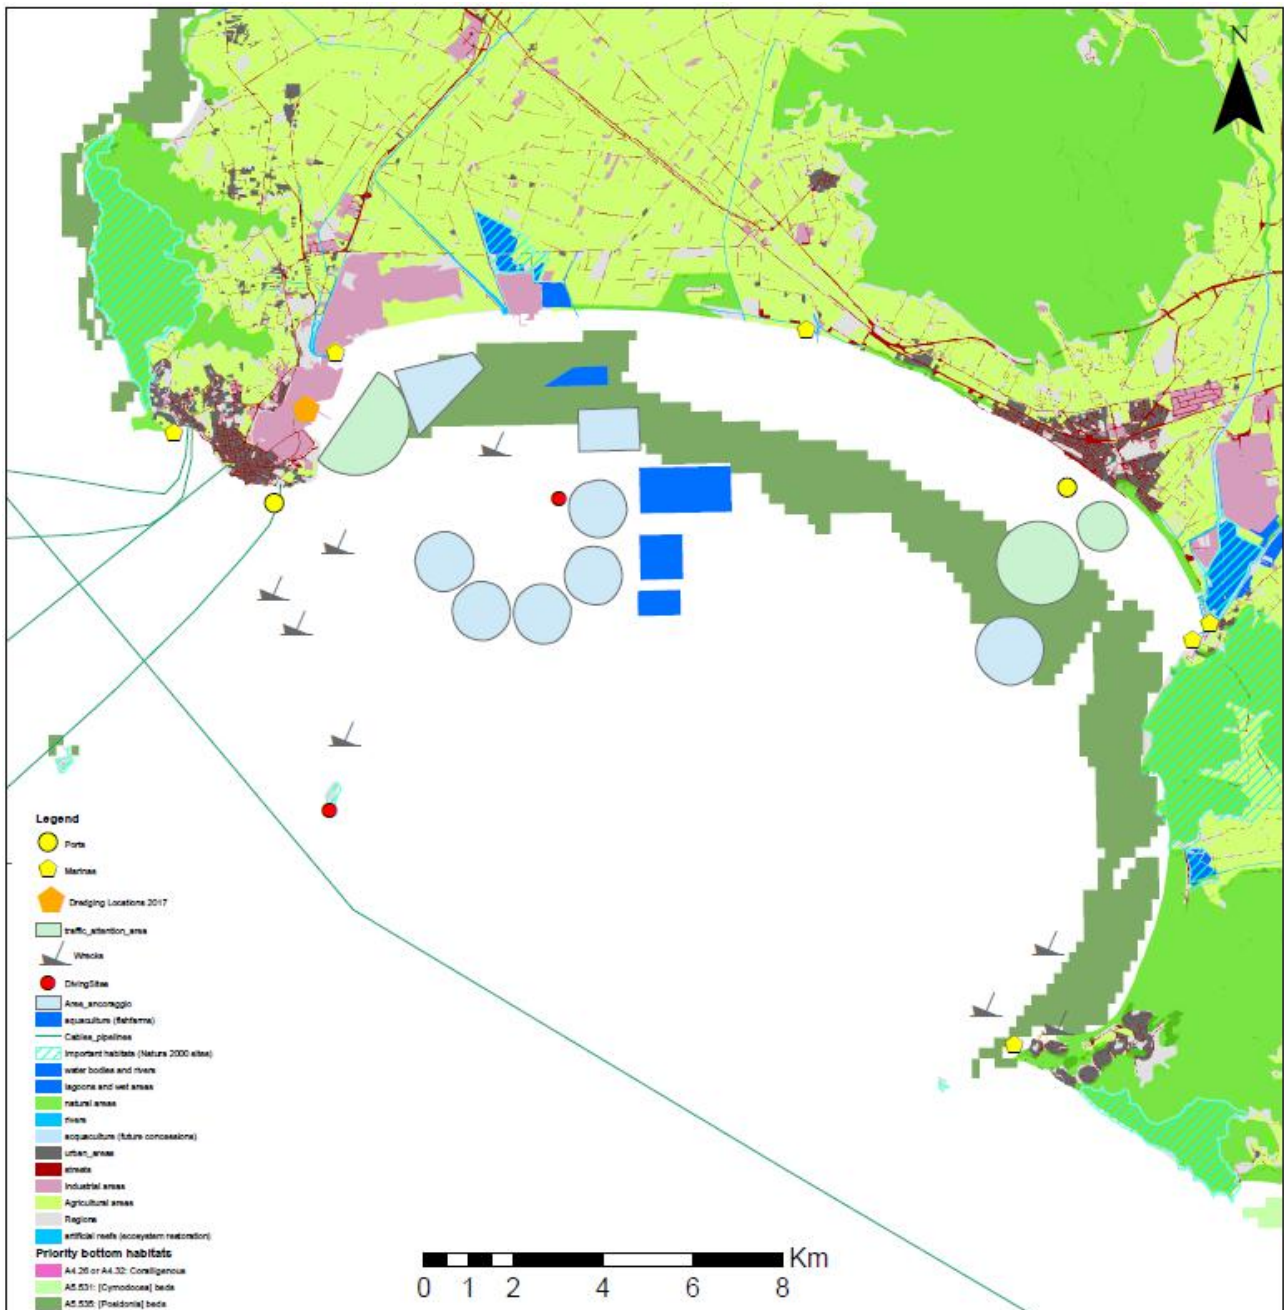 N
Legend
Ports
Marinas
Dredging Locations 2017
traffic_attention_area
Wrecks
DivingSites
Area_ancoraggio
aquaculture (fishfarms)
Cables_pipelines
Important habitats (Natura 2000 sites)
water bodies and rivers
lagoons and wet areas
natural areas
rivers
acquaculture (future concessions)
urban_areas
streets
Industrial areas
Agricultural areas
Regions
artificial reefs (ecosystem restoration)
Priority bottom habitats
A4.26 or A4.32: Coralligenous
A5.531: [Cymodocea] beds
A5.535: [Posidonia] beds
Km
0 1 2 4 6 8